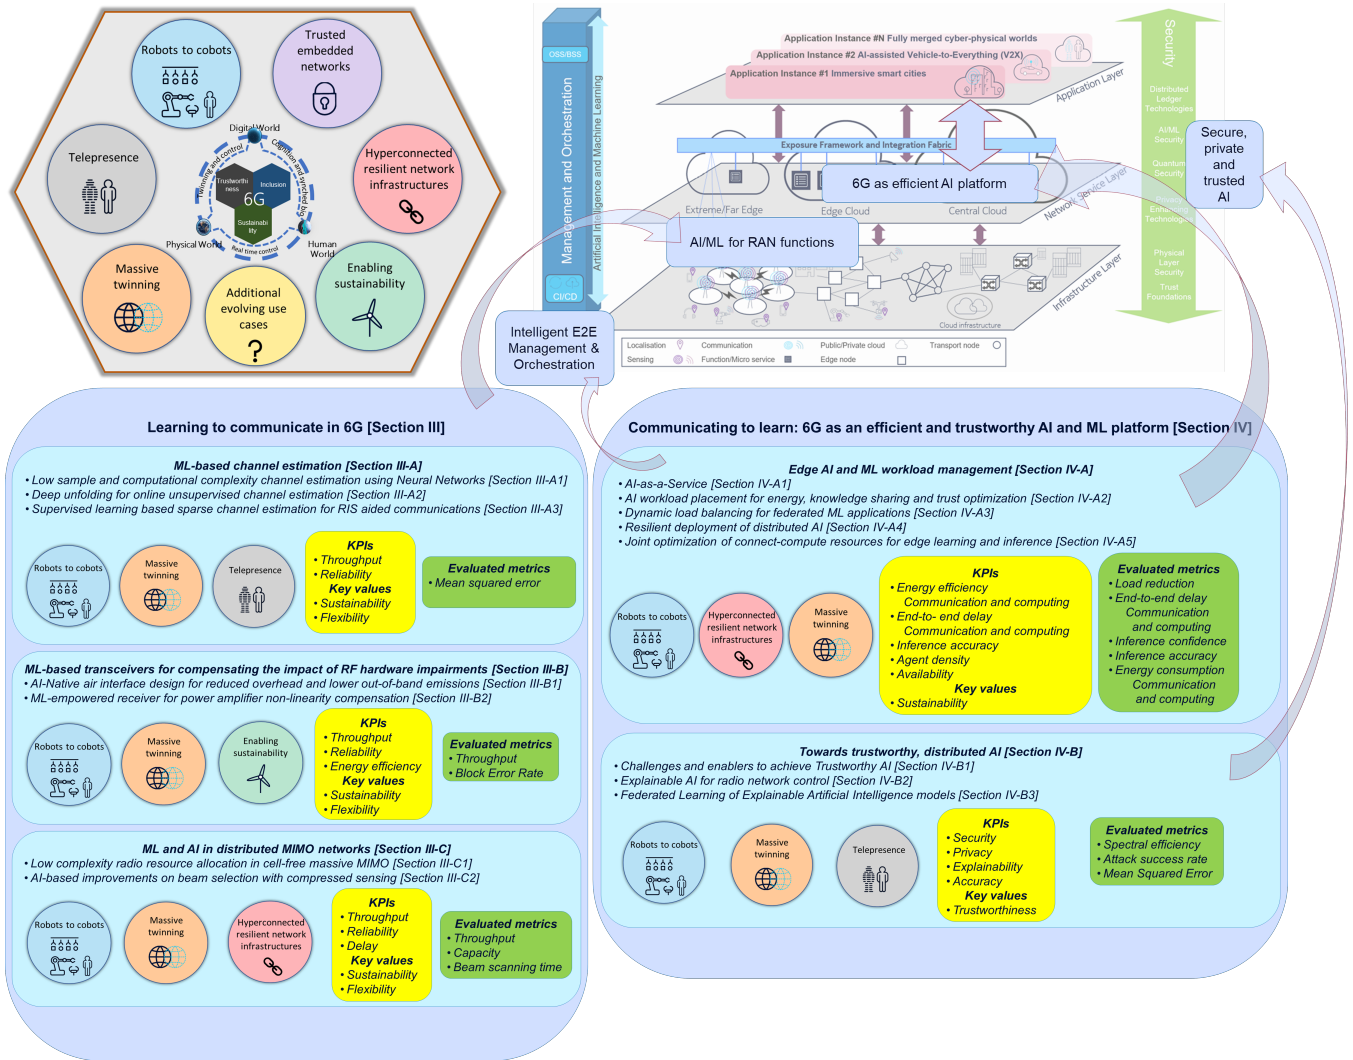 Robots to cobots
Trusted
embedded
networks
Telepresence
Hyperconnected
resilient network
infrastructures
Massive
twinning
Additional
evolving use
cases
Enabling
sustainability
Digital World
Twinning and control
Trustworthi
ness
Inclusion
6G
Sustainabi
lity
Physical World
Human
World
Real time control
OSS/BSS
Management and Orchestration
Artificial Intelligence and Machine Learning
CI/CD
Application Instance #N Fully merged cyber-physical worlds
Application Instance #2 AI-assisted Vehicle-to-Everything (V2X)
Application Instance #1 Immersive smart cities
Application Layer
Exposure Framework and Integration Fabric
6G as efficient AI platform
Extreme/Far Edge
Edge Cloud
Central Cloud
Network Service Layer
AI/ML for RAN functions
Infrastructure Layer
Cloud infrastructure
Localisation
Communication
Public/Private cloud
Transport node
Sensing
Function/Micro service
Edge node
Security
Distributed
Ledger
Technologies
AI/ML
Security
Quantum
Security
Privacy
Enhancing
Technologies
Physical
Layer
Security
Trust
Foundations
Secure,
private
and
trusted
AI
Intelligent E2E
Management &
Orchestration
Learning to communicate in 6G [Section III]
ML-based channel estimation [Section III-A]
• Low sample and computational complexity channel estimation using Neural Networks [Section III-A1]
• Deep unfolding for online unsupervised channel estimation [Section III-A2]
• Supervised learning based sparse channel estimation for RIS aided communications [Section III-A3]
Robots to cobots
Massive
twinning
Telepresence
KPIs
• Throughput
• Reliability
Key values
• Sustainability
• Flexibility
Evaluated metrics
• Mean squared error
ML-based transceivers for compensating the impact of RF hardware impairments [Section III-B]
• AI-Native air interface design for reduced overhead and lower out-of-band emissions [Section III-B1]
• ML-empowered receiver for power amplifier non-linearity compensation [Section III-B2]
Robots to cobots
Massive
twinning
Enabling
sustainability
KPIs
• Throughput
• Reliability
• Energy efficiency
Key values
• Sustainability
• Flexibility
Evaluated metrics
• Throughput
• Block Error Rate
ML and AI in distributed MIMO networks [Section III-C]
• Low complexity radio resource allocation in cell-free massive MIMO [Section III-C1]
• AI-based improvements on beam selection with compressed sensing [Section III-C2]
Robots to cobots
Massive
twinning
Hyperconnected
resilient network
infrastructures
KPIs
• Throughput
• Reliability
• Delay
Key values
• Sustainability
• Flexibility
Evaluated metrics
• Throughput
• Capacity
• Beam scanning time
Communicating to learn: 6G as an efficient and trustworthy AI and ML platform [Section IV]
Edge AI and ML workload management [Section IV-A]
• AI-as-a-Service [Section IV-A1]
• AI workload placement for energy, knowledge sharing and trust optimization [Section IV-A2]
• Dynamic load balancing for federated ML applications [Section IV-A3]
• Resilient deployment of distributed AI [Section IV-A4]
• Joint optimization of connect-compute resources for edge learning and inference [Section IV-A5]
Robots to cobots
Hyperconnected
resilient network
infrastructures
Massive
twinning
KPIs
• Energy efficiency
Communication and computing
• End-to- end delay
Communication and computing
• Inference accuracy
• Agent density
• Availability
Key values
• Sustainability
Evaluated metrics
• Load reduction
• End-to-end delay
Communication
and computing
• Inference confidence
• Inference accuracy
• Energy consumption
Communication
and computing
Towards trustworthy, distributed AI [Section IV-B]
• Challenges and enablers to achieve Trustworthy AI [Section IV-B1]
• Explainable AI for radio network control [Section IV-B2]
• Federated Learning of Explainable Artificial Intelligence models [Section IV-B3]
Robots to cobots
Massive
twinning
Telepresence
KPIs
• Security
• Privacy
• Explainability
• Accuracy
Key values
• Trustworthiness
Evaluated metrics
• Spectral efficiency
• Attack success rate
• Mean Squared Error